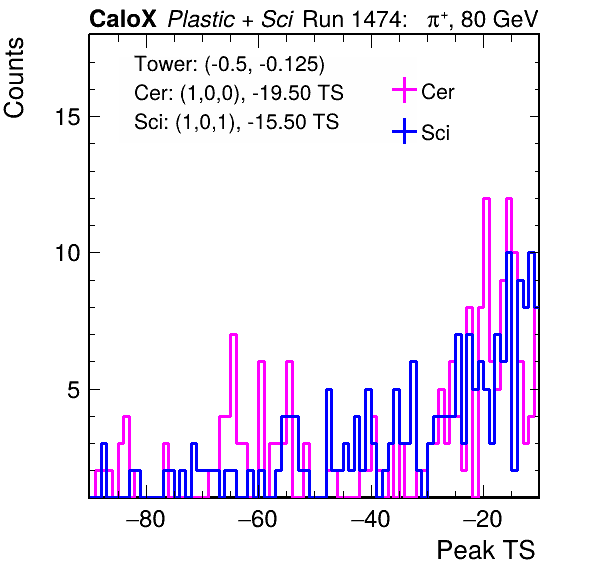 CaloX Plastic + Sci Run 1474: π⁺, 80 GeV
Counts
Tower: (-0.5, -0.125)
Cer: (1,0,0), -19.50 TS
Sci: (1,0,1), -15.50 TS
Cer
Sci
15
10
5
−80 −60 −40 −20
Peak TS